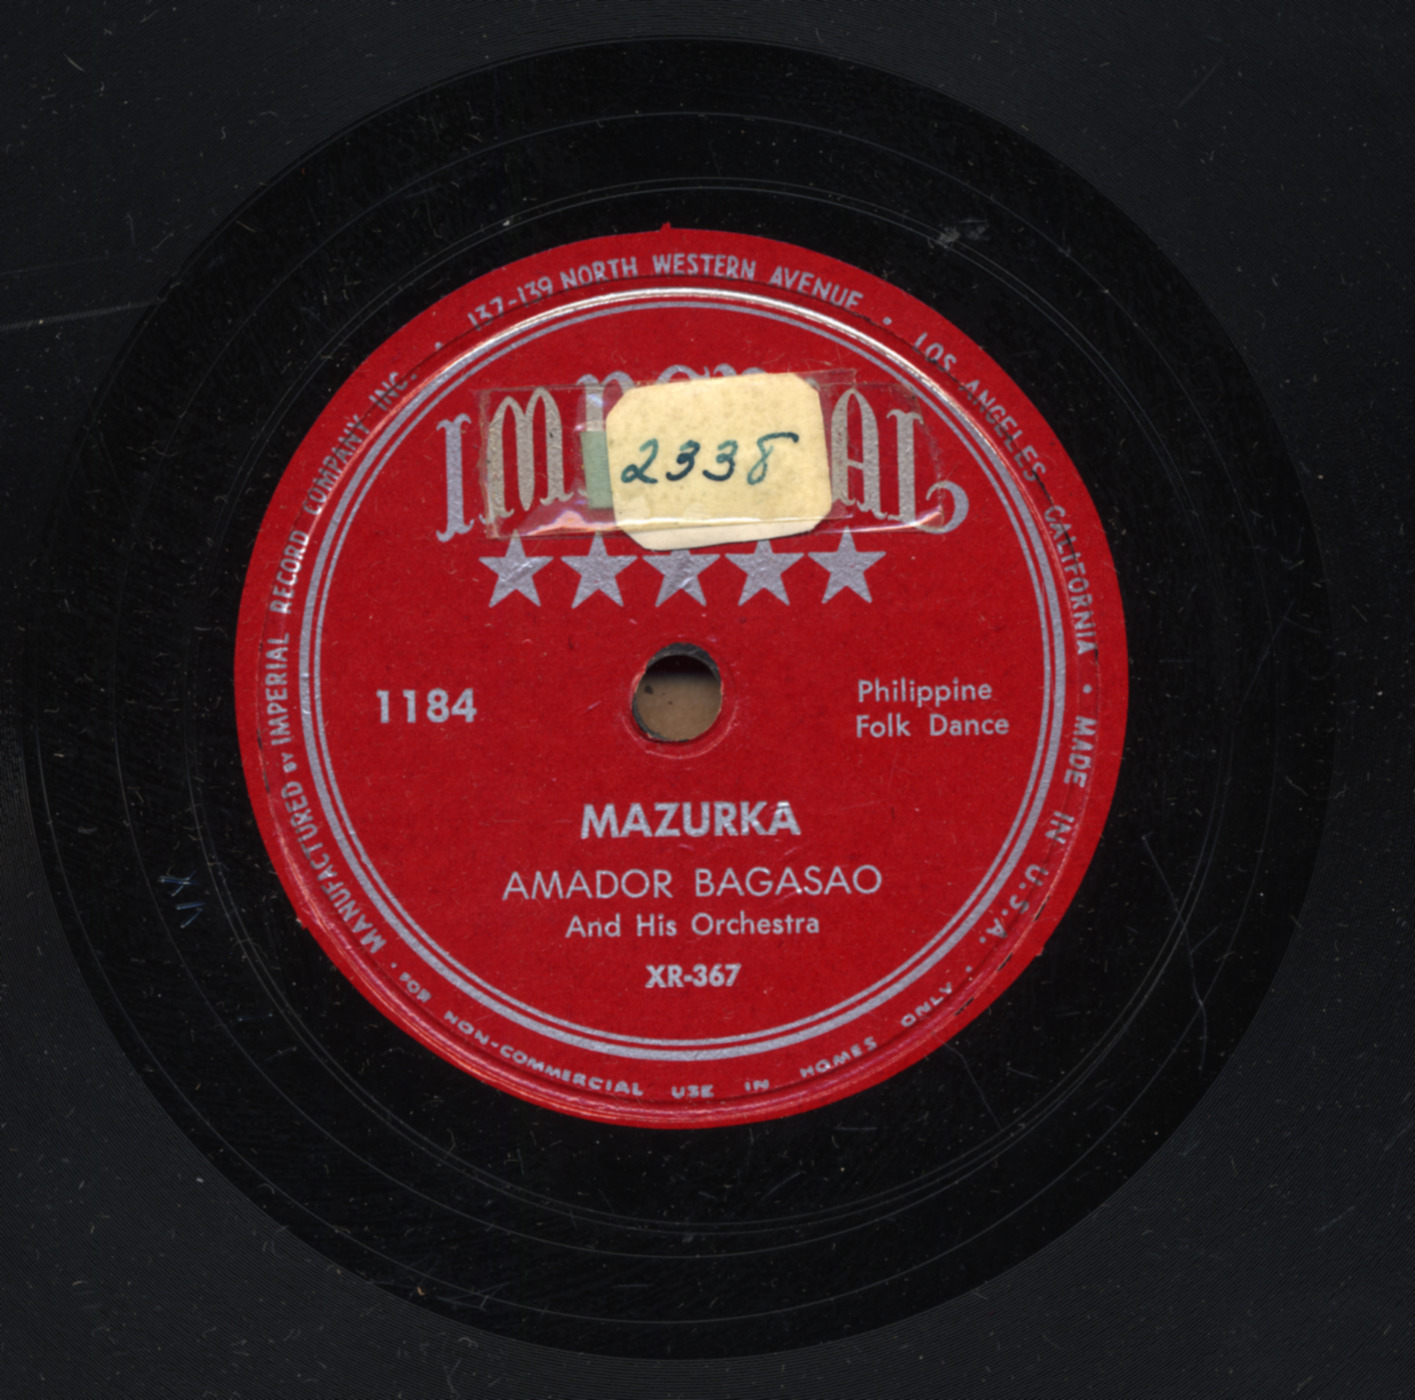 MANUFACTURED BY IMPERIAL RECORD COMPANY INC. • 137-139 NORTH WESTERN AVENUE • LOS ANGELES-CALIFORNIA • MADE IN U.S.A. •
IMPERIAL
2338
1184
Philippine
Folk Dance
MAZURKA
AMADOR BAGASAO
And His Orchestra
XR-367
FOR NON-COMMERCIAL USE IN HOMES ONLY •